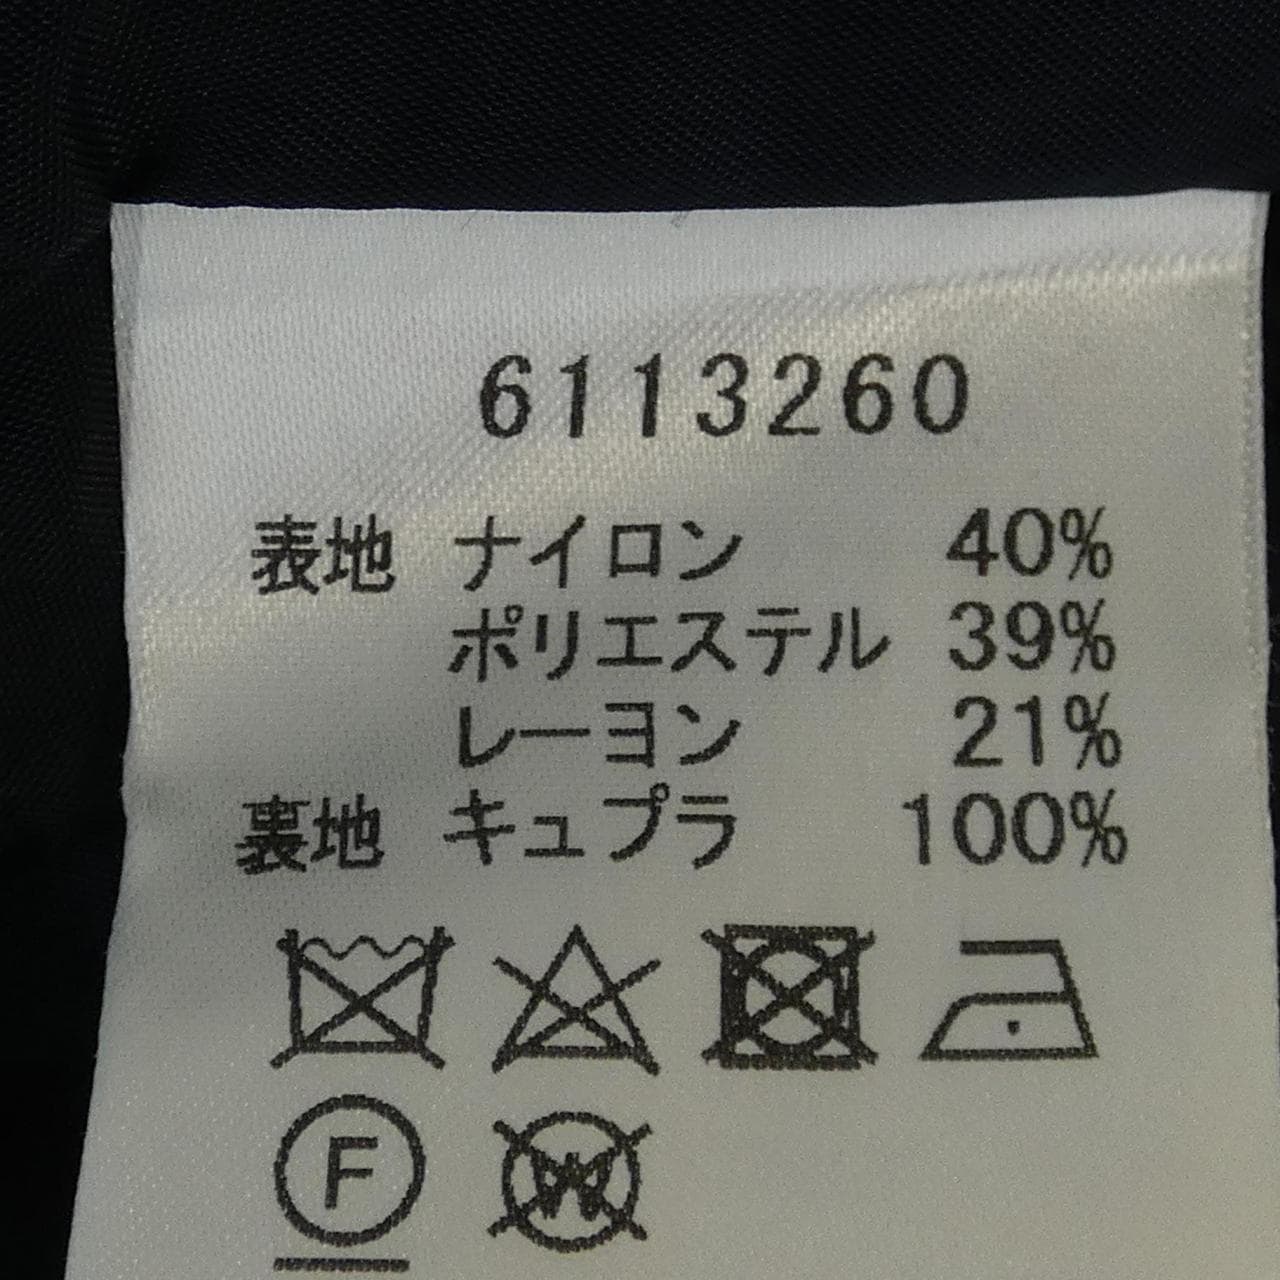 6113260
表地 ナイロン 40%
ポリエステル 39%
レーヨン 21%
裏地 キュプラ 100%
F W